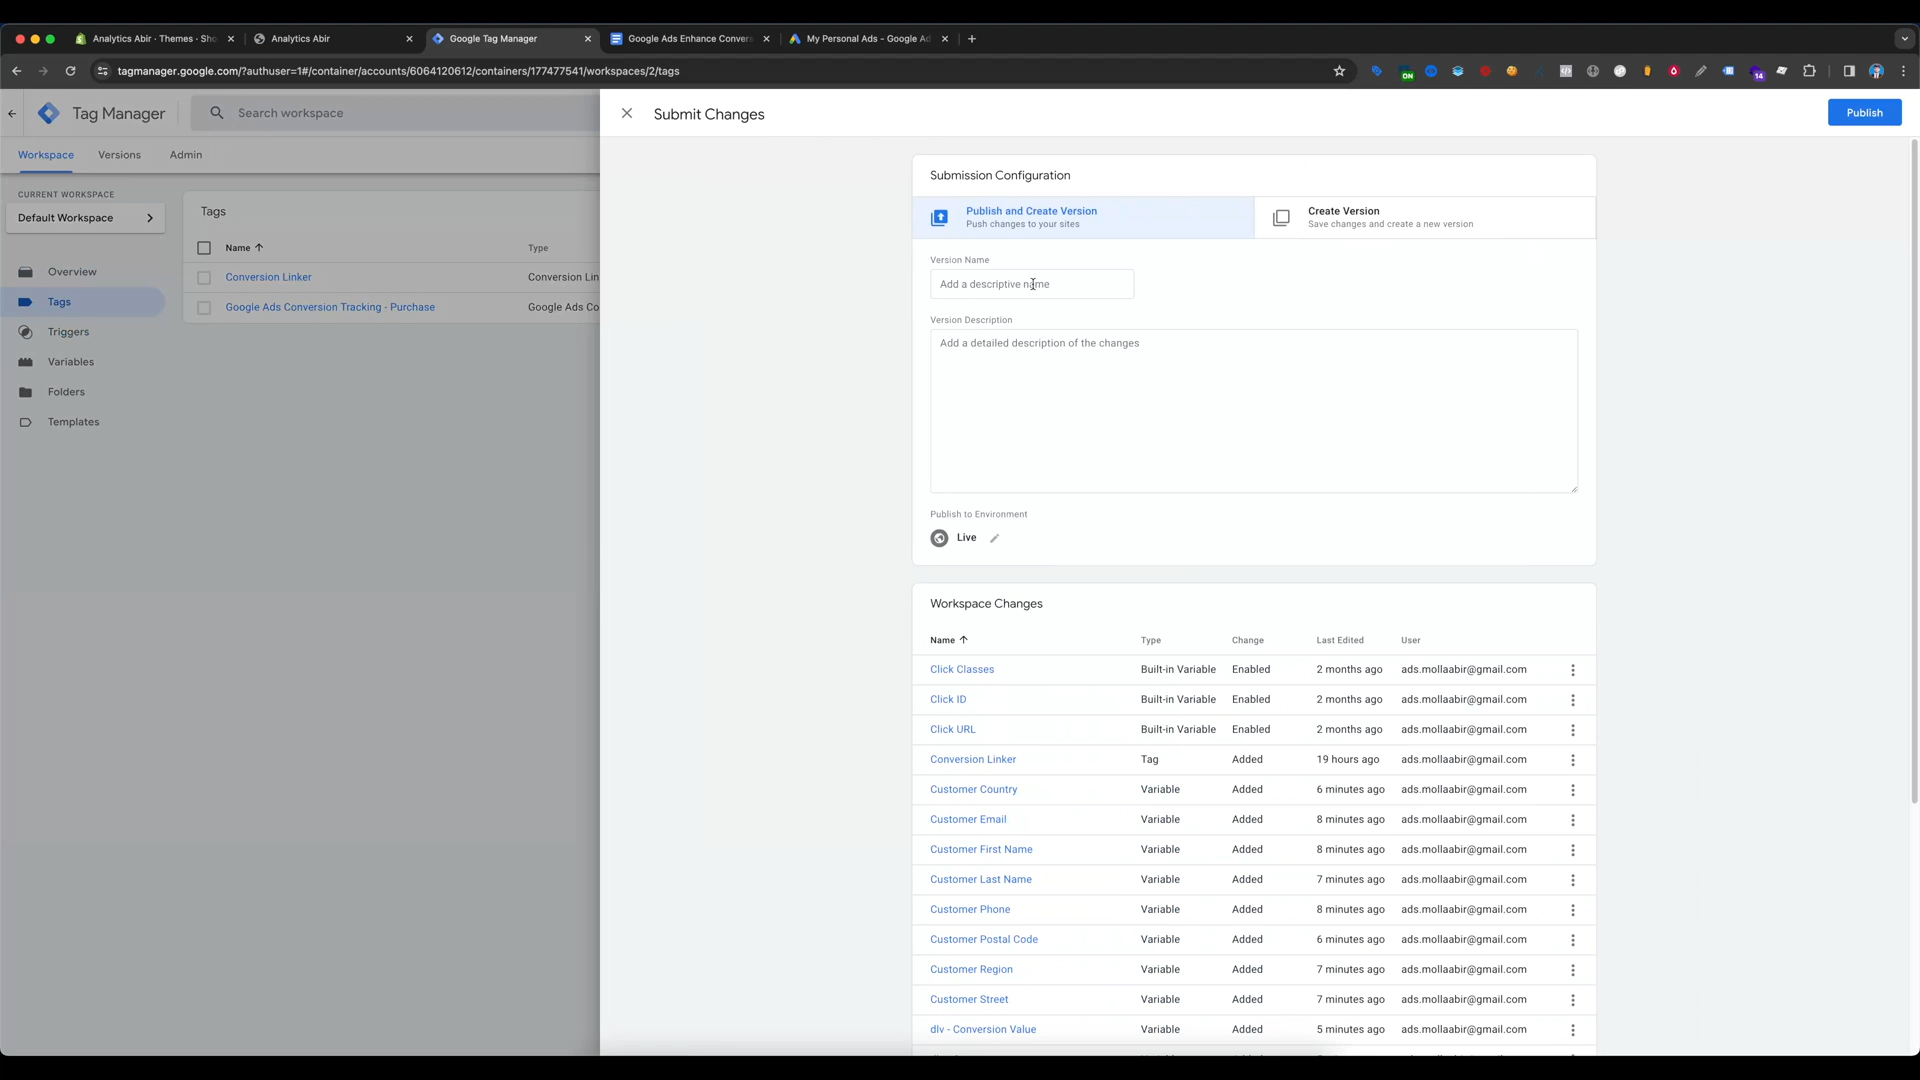 Analytics Abir · Themes · Sho
Analytics Abir
Google Tag Manager
Google Ads Enhance Conver
My Personal Ads - Google Ad
tagmanager.google.com/?authuser=1#/container/accounts/6064120612/containers/177477541/workspaces/2/tags
ON
14
Tag Manager
Search workspace
Submit Changes
Publish
Workspace
Versions
Admin
CURRENT WORKSPACE
Default Workspace
Overview
Tags
Triggers
Variables
Folders
Templates
Tags
Name
Type
Conversion Linker
Conversion Lin
Google Ads Conversion Tracking - Purchase
Google Ads Co
Submission Configuration
Publish and Create Version
Push changes to your sites
Create Version
Save changes and create a new version
Version Name
Add a descriptive name
Version Description
Add a detailed description of the changes
Publish to Environment
Live
Workspace Changes
Name Type Change Last Edited User
Click Classes Built-in Variable Enabled 2 months ago ads.mollaabir@gmail.com
Click ID Built-in Variable Enabled 2 months ago ads.mollaabir@gmail.com
Click URL Built-in Variable Enabled 2 months ago ads.mollaabir@gmail.com
Conversion Linker Tag Added 19 hours ago ads.mollaabir@gmail.com
Customer Country Variable Added 6 minutes ago ads.mollaabir@gmail.com
Customer Email Variable Added 8 minutes ago ads.mollaabir@gmail.com
Customer First Name Variable Added 8 minutes ago ads.mollaabir@gmail.com
Customer Last Name Variable Added 7 minutes ago ads.mollaabir@gmail.com
Customer Phone Variable Added 8 minutes ago ads.mollaabir@gmail.com
Customer Postal Code Variable Added 6 minutes ago ads.mollaabir@gmail.com
Customer Region Variable Added 7 minutes ago ads.mollaabir@gmail.com
Customer Street Variable Added 7 minutes ago ads.mollaabir@gmail.com
dlv - Conversion Value Variable Added 5 minutes ago ads.mollaabir@gmail.com